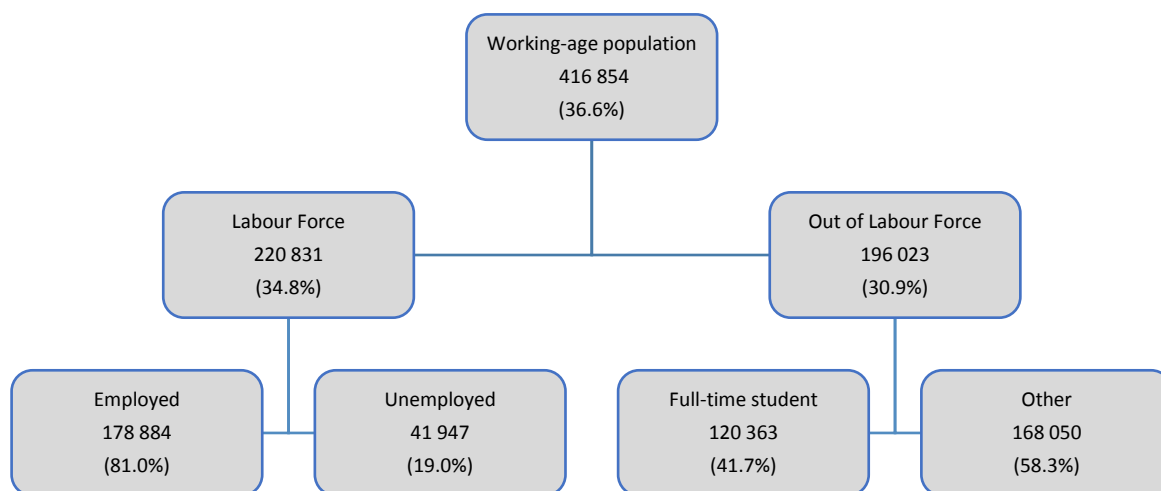 Working-age population
416 854
(36.6%)
Labour Force
220 831
(34.8%)
Out of Labour Force
196 023
(30.9%)
Employed
178 884
(81.0%)
Unemployed
41 947
(19.0%)
Full-time student
120 363
(41.7%)
Other
168 050
(58.3%)